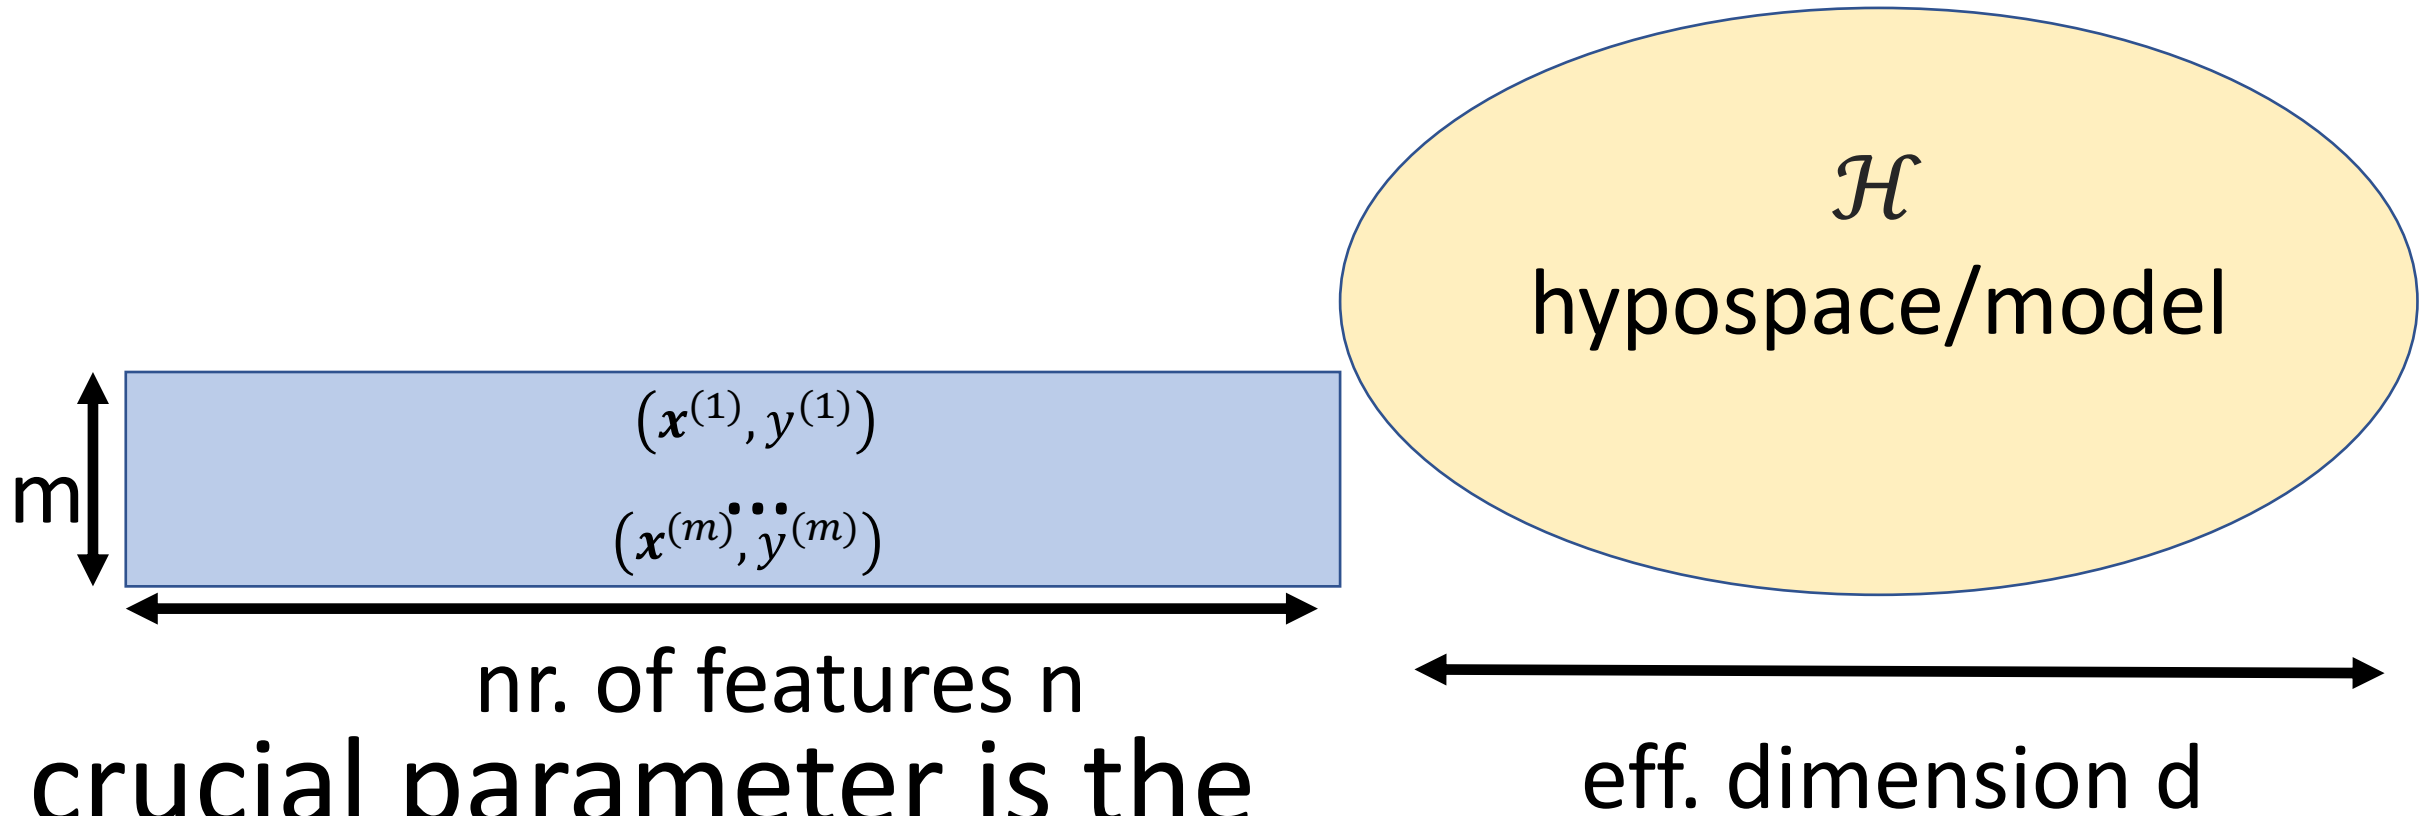 ℋ
hypospace/model
(x^(1), y^(1))
...
(x^(m), y^(m))
m
nr. of features n
eff. dimension d
crucial parameter is the